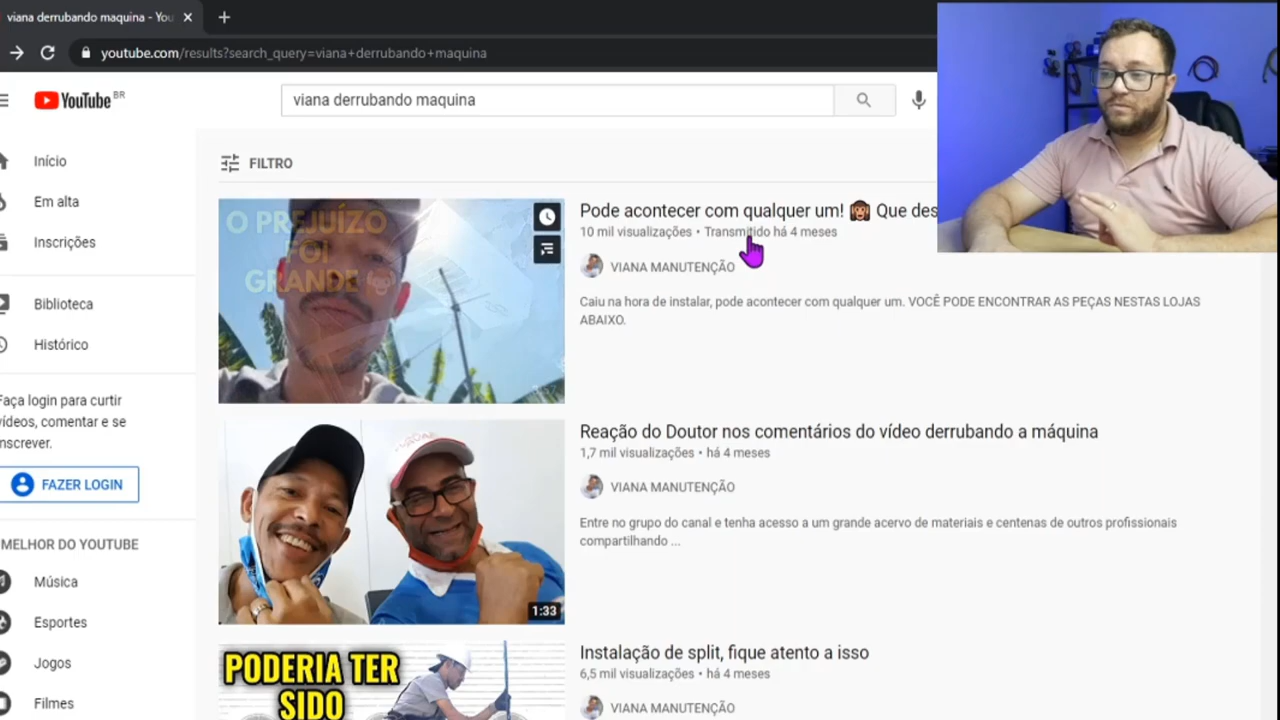 viana derrubando maquina - You
youtube.com/results?search_query=viana+derrubando+maquina
YouTube BR
viana derrubando maquina
Início
Em alta
Inscrições
Biblioteca
Histórico
Faça login para curtir
vídeos, comentar e se
inscrever.
FAZER LOGIN
MELHOR DO YOUTUBE
Música
Esportes
Jogos
Filmes
FILTRO
O PREJUÍZO
FOI
GRANDE
Pode acontecer com qualquer um! 🙊 Que des
10 mil visualizações • Transmitido há 4 meses
VIANA MANUTENÇÃO
Caiu na hora de instalar, pode acontecer com qualquer um. VOCÊ PODE ENCONTRAR AS PEÇAS NESTAS LOJAS
ABAIXO.
1:33
Reação do Doutor nos comentários do vídeo derrubando a máquina
1,7 mil visualizações • há 4 meses
VIANA MANUTENÇÃO
Entre no grupo do canal e tenha acesso a um grande acervo de materiais e centenas de outros profissionais
compartilhando ...
PODERIA TER
SIDO
Instalação de split, fique atento a isso
6,5 mil visualizações • há 4 meses
VIANA MANUTENÇÃO